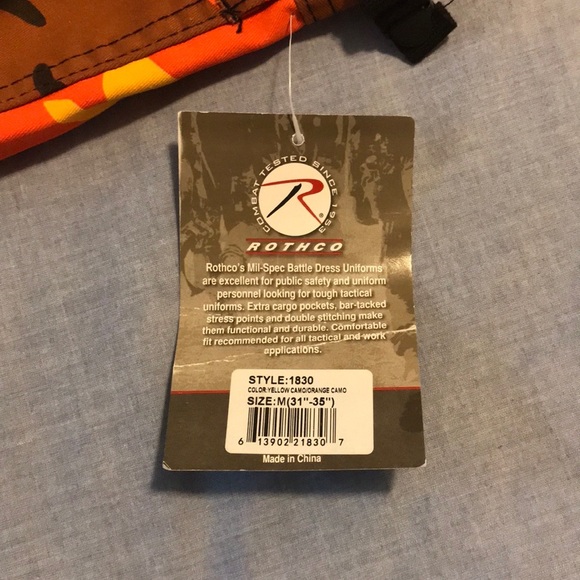 COMBAT TESTED SINCE 1953
R
®
ROTHCO
Rothco's Mil-Spec Battle Dress Uniforms
are excellent for public safety and uniform
personnel looking for tough tactical
uniforms. Extra cargo pockets, bar-tacked
stress points and double stitching make
them functional and durable. Comfortable
fit recommended for all tactical and work
applications.
STYLE:1830
COLOR:YELLOW CAMO/ORANGE CAMO
SIZE:M(31"-35")
6 13902 21830 7
Made in China